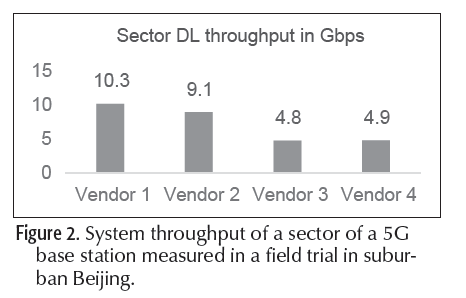 Sector DL throughput in Gbps
15
10
5
0
10.3
9.1
4.8
4.9
Vendor 1 Vendor 2 Vendor 3 Vendor 4
Figure 2. System throughput of a sector of a 5G
base station measured in a field trial in subur-
ban Beijing.